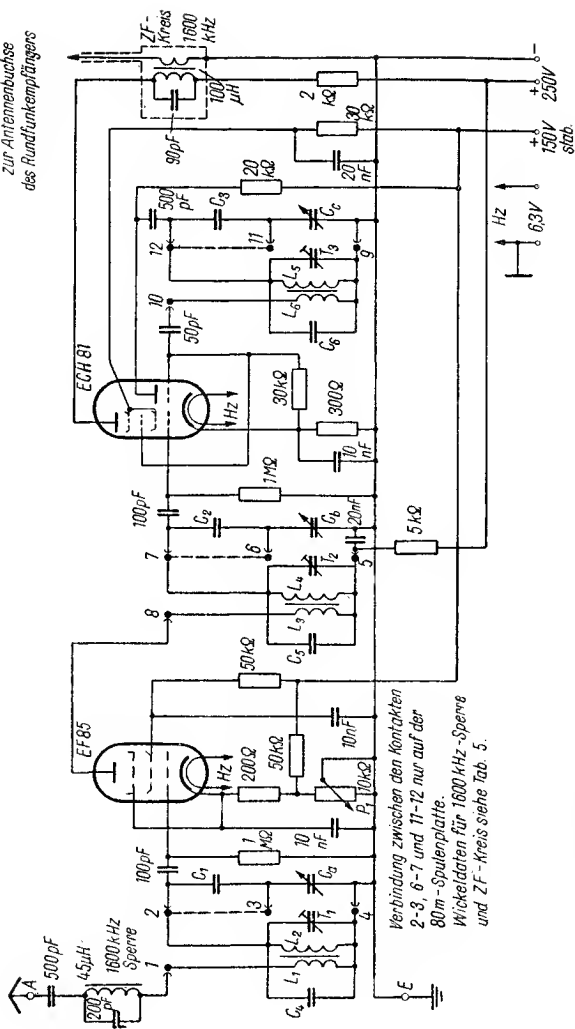 zur Antennenbuchse
des Rundfunkempfängers
ZF-
Kreis
1600
kHz
100
µH
90pF
2
kΩ
30
kΩ
20
nF
20
kΩ
500
pF
C3
Cc
12
11
10
9
L5
L6
T3
C6
50pF
ECH 81
Hz
30kΩ
300Ω
10
nF
1MΩ
100pF
C2
Cb
20nF
7
6
5
8
L4
L3
T2
C5
5kΩ
50kΩ
EF85
Hz
10nF
50kΩ
200Ω
10kΩ
P1
10
nF
1
MΩ
100pF
C1
Ca
2
3
4
1
L2
L1
T1
C4
A
500pF
45µH
1600kHz
Sperre
200
pF
E
Verbindung zwischen den Kontakten
2-3, 6-7 und 11-12 nur auf der
80m-Spulenplatte.
Wickeldaten für 1600kHz-Sperre
und ZF-Kreis siehe Tab. 5.
−
+
250V
+
150V
stab.
Hz
6,3V